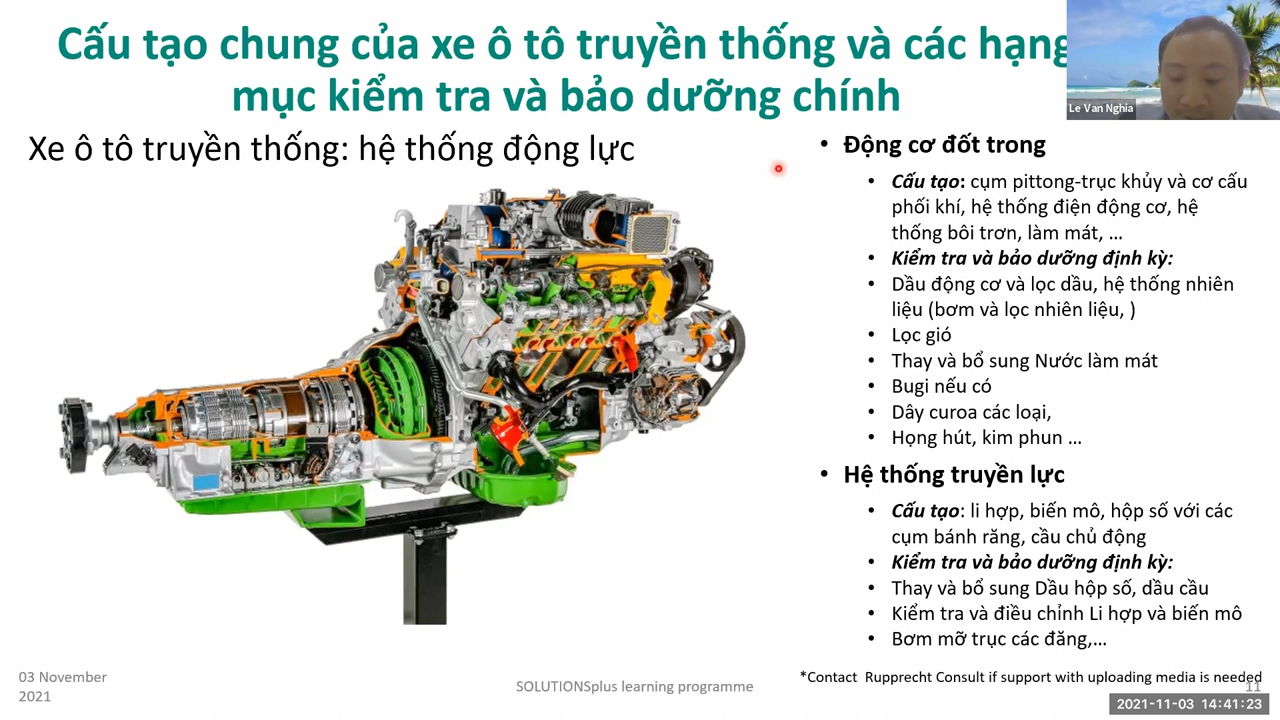 Cấu tạo chung của xe ô tô truyền thống và các hạng
mục kiểm tra và bảo dưỡng chính
Le Van Nghia
Xe ô tô truyền thống: hệ thống động lực
• Động cơ đốt trong
• Cấu tạo: cụm pittong-trục khủy và cơ cấu
phối khí, hệ thống điện động cơ, hệ
thống bôi trơn, làm mát, ...
• Kiểm tra và bảo dưỡng định kỳ:
• Dầu động cơ và lọc dầu, hệ thống nhiên
liệu (bơm và lọc nhiên liệu, )
• Lọc gió
• Thay và bổ sung Nước làm mát
• Bugi nếu có
• Dây curoa các loại,
• Họng hút, kim phun ...
• Hệ thống truyền lực
• Cấu tạo: li hợp, biến mô, hộp số với các
cụm bánh răng, cầu chủ động
• Kiểm tra và bảo dưỡng định kỳ:
• Thay và bổ sung Dầu hộp số, dầu cầu
• Kiểm tra và điều chỉnh Li hợp và biến mô
• Bơm mỡ trục các đăng,...
03 November
2021
SOLUTIONSplus learning programme
*Contact Rupprecht Consult if support with uploading media is needed
11
2021-11-03 14:41:23